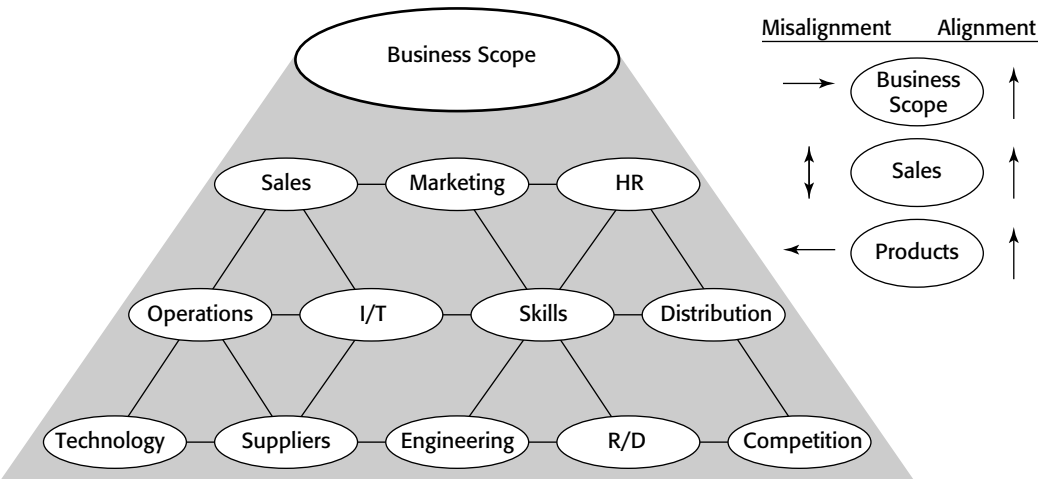 Business Scope
Misalignment Alignment
Business
Scope
Sales
Products
Sales Marketing HR
Operations I/T Skills Distribution
Technology Suppliers Engineering R/D Competition